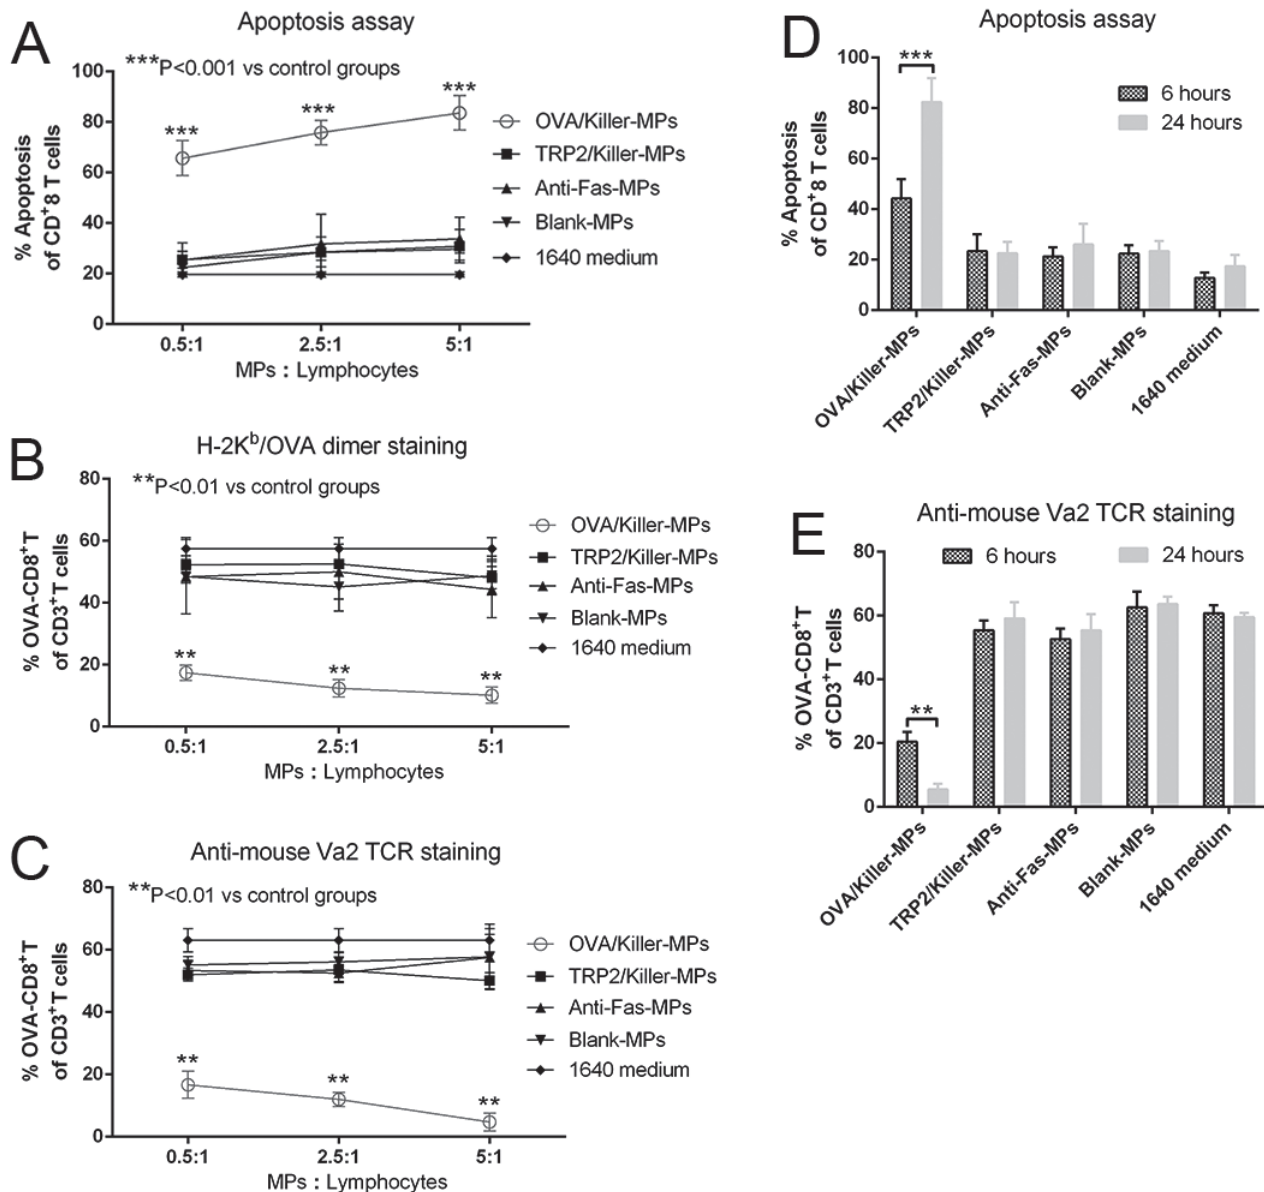 A
Apoptosis assay
***P<0.001 vs control groups
% Apoptosis
of CD⁺8 T cells
100
80
60
40
20
0
***
***
***
0.5:1
2.5:1
5:1
MPs : Lymphocytes
OVA/Killer-MPs
TRP2/Killer-MPs
Anti-Fas-MPs
Blank-MPs
1640 medium
B
H-2Kᵇ/OVA dimer staining
**P<0.01 vs control groups
% OVA-CD8⁺T
of CD3⁺T cells
80
60
40
20
0
**
**
**
0.5:1
2.5:1
5:1
MPs : Lymphocytes
OVA/Killer-MPs
TRP2/Killer-MPs
Anti-Fas-MPs
Blank-MPs
1640 medium
C
Anti-mouse Va2 TCR staining
**P<0.01 vs control groups
% OVA-CD8⁺T
of CD3⁺T cells
80
60
40
20
0
**
**
**
0.5:1
2.5:1
5:1
MPs : Lymphocytes
OVA/Killer-MPs
TRP2/Killer-MPs
Anti-Fas-MPs
Blank-MPs
1640 medium
D
Apoptosis assay
% Apoptosis
of CD⁺8 T cells
100
80
60
40
20
0
***
6 hours
24 hours
OVA/Killer-MPs
TRP2/Killer-MPs
Anti-Fas-MPs
Blank-MPs
1640 medium
E
Anti-mouse Va2 TCR staining
6 hours
24 hours
% OVA-CD8⁺T
of CD3⁺T cells
80
60
40
20
0
**
OVA/Killer-MPs
TRP2/Killer-MPs
Anti-Fas-MPs
Blank-MPs
1640 medium